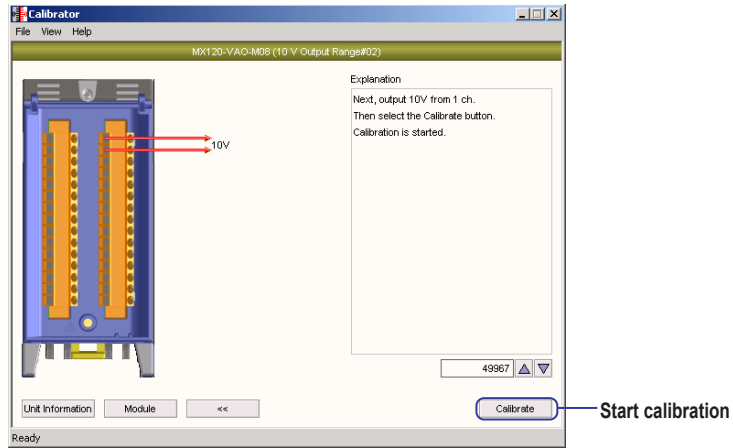 Calibrator
File View Help
MX120-VAO-M08 (10 V Output Range#02)
Explanation
Next, output 10V from 1 ch.
Then select the Calibrate button.
Calibration is started.
10V
49967
Unit Information Module << Calibrate
Start calibration
Ready